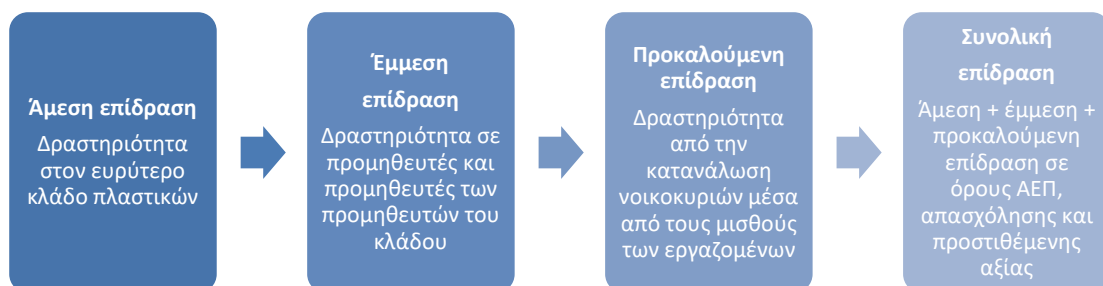 Άμεση επίδραση
Δραστηριότητα
στον ευρύτερο
κλάδο πλαστικών
Έμμεση
επίδραση
Δραστηριότητα σε
προμηθευτές και
προμηθευτές των
προμηθευτών του
κλάδου
Προκαλούμενη
επίδραση
Δραστηριότητα
από την
κατανάλωση
νοικοκυριών μέσα
από τους μισθούς
των εργαζομένων
Συνολική
επίδραση
Άμεση + έμμεση +
προκαλούμενη
επίδραση σε
όρους ΑΕΠ,
απασχόλησης και
προστιθέμενης
αξίας